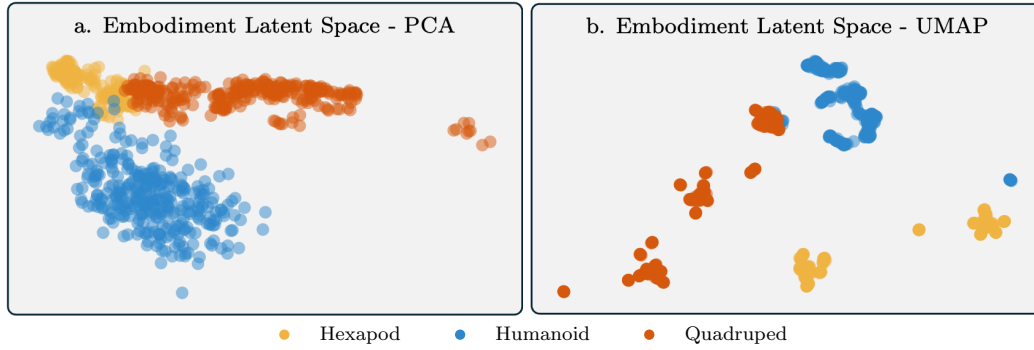 a. Embodiment Latent Space - PCA
b. Embodiment Latent Space - UMAP
Hexapod
Humanoid
Quadruped